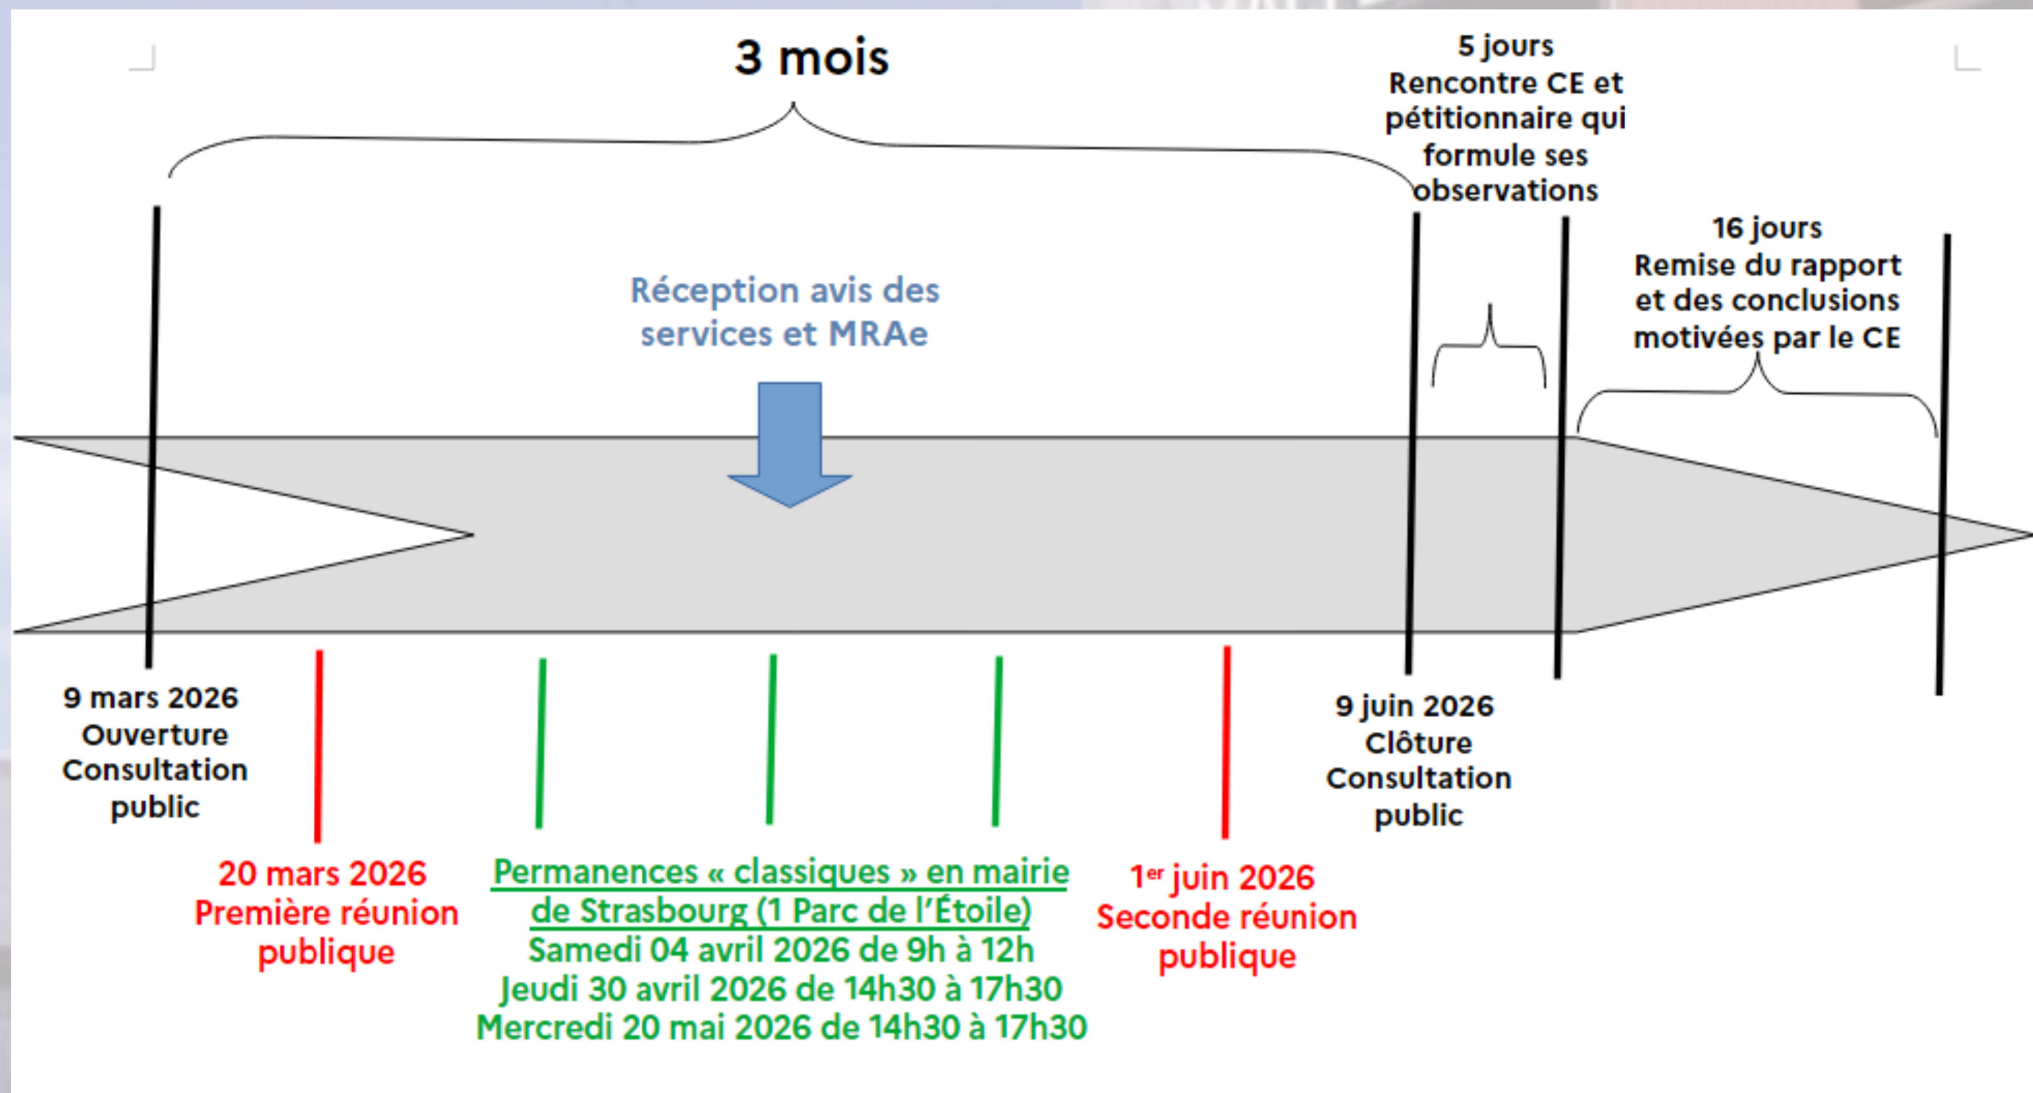 3 mois
5 jours
Rencontre CE et
pétitionnaire qui
formule ses
observations
16 jours
Remise du rapport
et des conclusions
motivées par le CE
Réception avis des
services et MRAe
9 mars 2026
Ouverture
Consultation
public
20 mars 2026
Première réunion
publique
Permanences « classiques » en mairie
de Strasbourg (1 Parc de l’Étoile)
Samedi 04 avril 2026 de 9h à 12h
Jeudi 30 avril 2026 de 14h30 à 17h30
Mercredi 20 mai 2026 de 14h30 à 17h30
1er juin 2026
Seconde réunion
publique
9 juin 2026
Clôture
Consultation
public